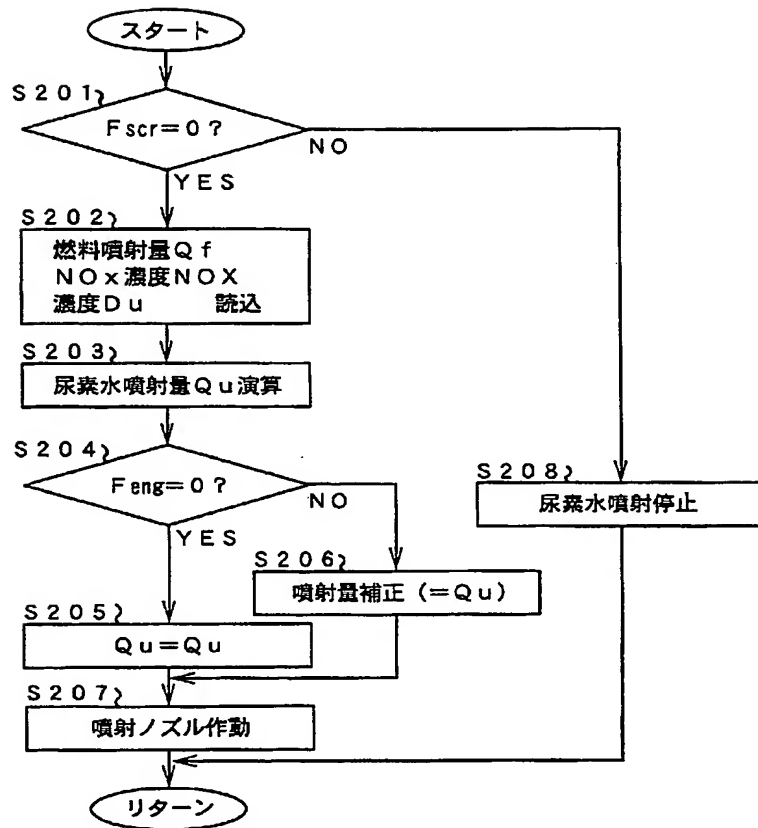 スタート
S201
Fscr=0?
NO
YES
S202
燃料噴射量Qf
NOx濃度NOX
濃度Du 読込
S203
尿素水噴射量Qu演算
S204
Feng=0?
NO
YES
S208
尿素水噴射停止
S206
噴射量補正(=Qu)
S205
Qu=Qu
S207
噴射ノズル作動
リターン